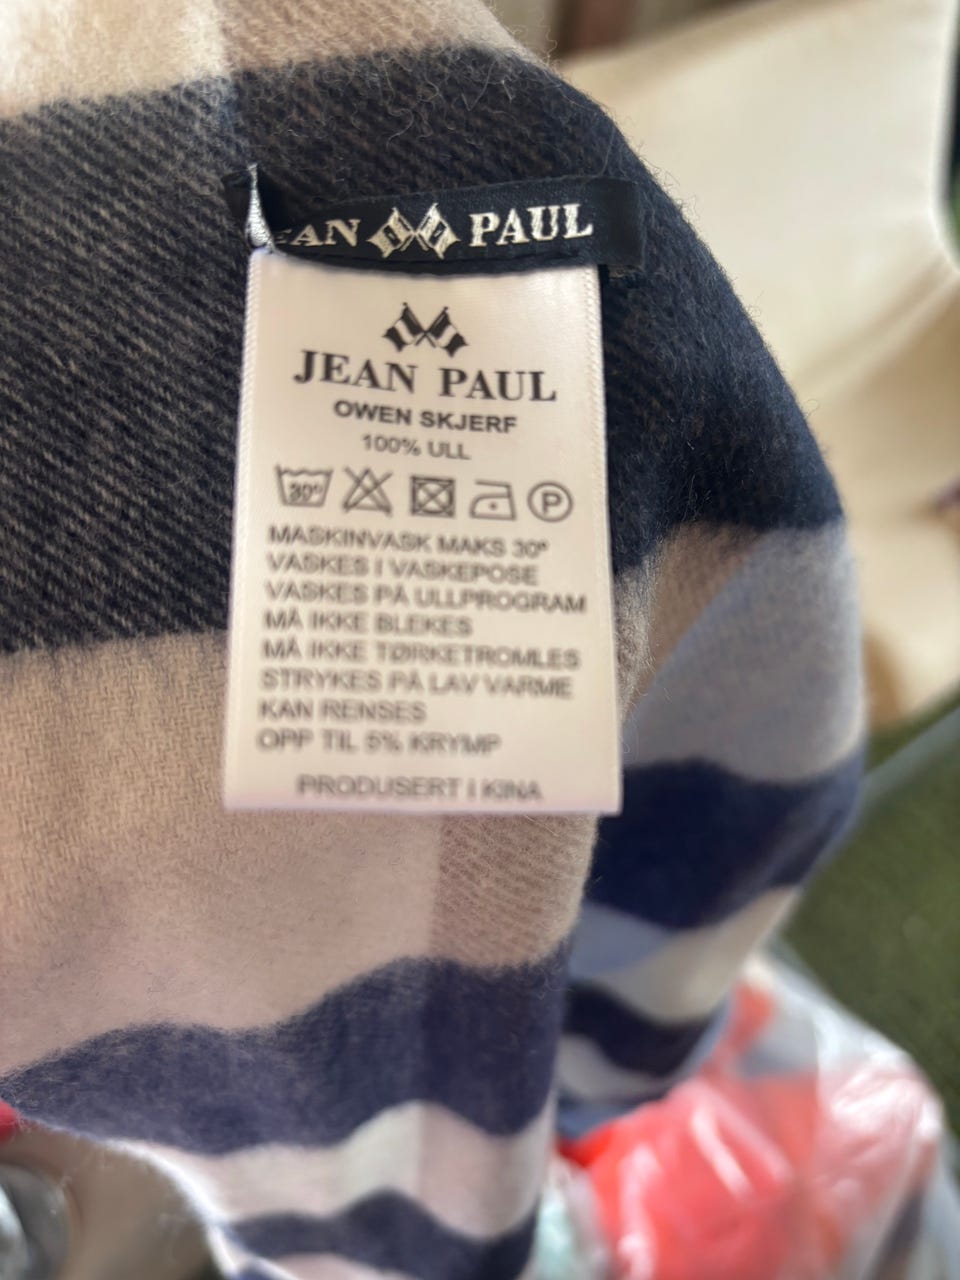 EAN PAUL
JEAN PAUL
OWEN SKJERF
100% ULL
30° P
MASKINVASK MAKS 30°
VASKES I VASKEPOSE
VASKES PÅ ULLPROGRAM
MÅ IKKE BLEKES
MÅ IKKE TØRKETROMLES
STRYKES PÅ LAV VARME
KAN RENSES
OPP TIL 5% KRYMP
PRODUSERT I KINA